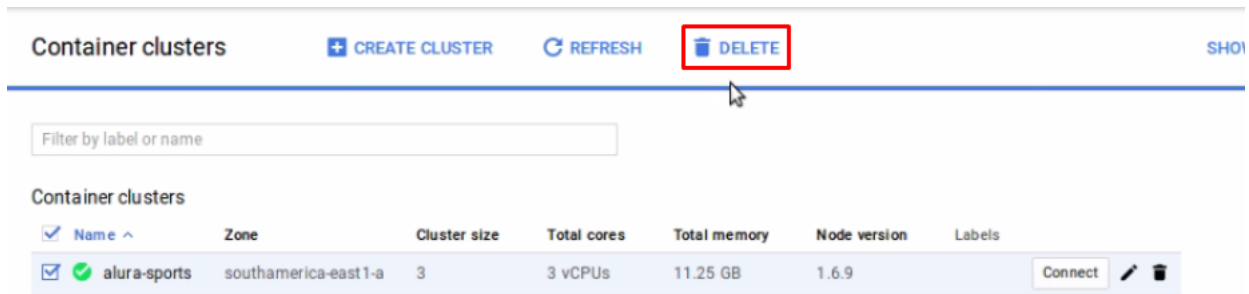 Container clusters CREATE CLUSTER REFRESH DELETE
Filter by label or name
Container clusters
Name Zone Cluster size Total cores Total memory Node version Labels
alura-sports southamerica-east1-a 3 3 vCPUs 11.25 GB 1.6.9 Connect